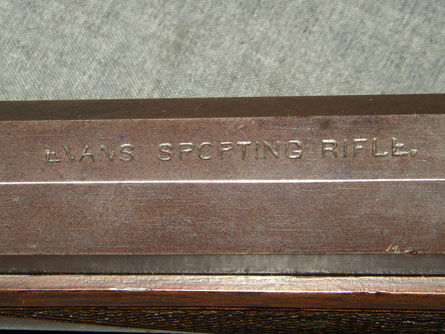 EVANS SPORTING RIFLE.